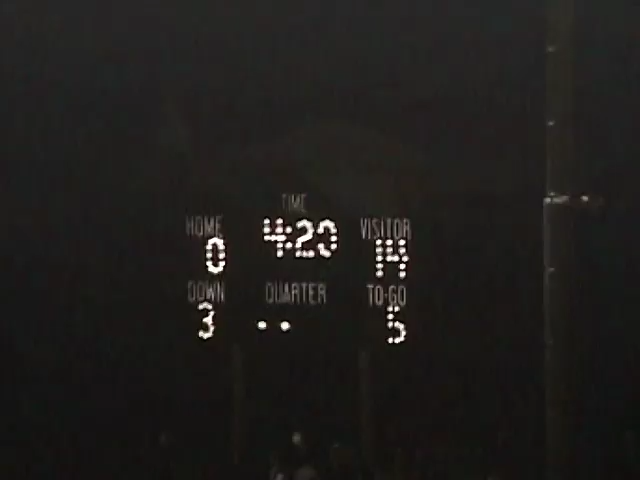 TIME
HOME 4:20 VISITOR
0 14
DOWN QUARTER TO-GO
3 5